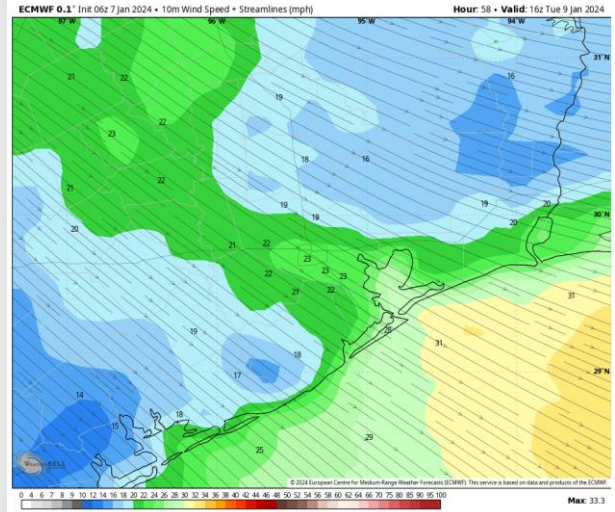 ECMWF 0.1° Init 06z 7 Jan 2024 • 10m Wind Speed + Streamlines (mph) Hour: 58 • Valid: 16z Tue 9 Jan 2024
97°W 96°W 95°W 94°W
31°N
21 22 16
19
23 22
18 16
22
21
19 19 20
19 20 30°N
20
21 22
23
22 23 23
21 22
31
28
19 31
18
17 29°N
14
18
15
29
25
WeatherBELL
© 2024 European Centre for Medium-Range Weather Forecasts (ECMWF). This service is based on data and products of the ECMWF.
0 4 6 7 8 9 10 12 14 16 18 20 22 24 26 28 30 32 34 36 38 40 42 44 46 48 50 52 54 56 58 60 62 64 66 68 70 75 80 85 90 95 100 Max: 33.3